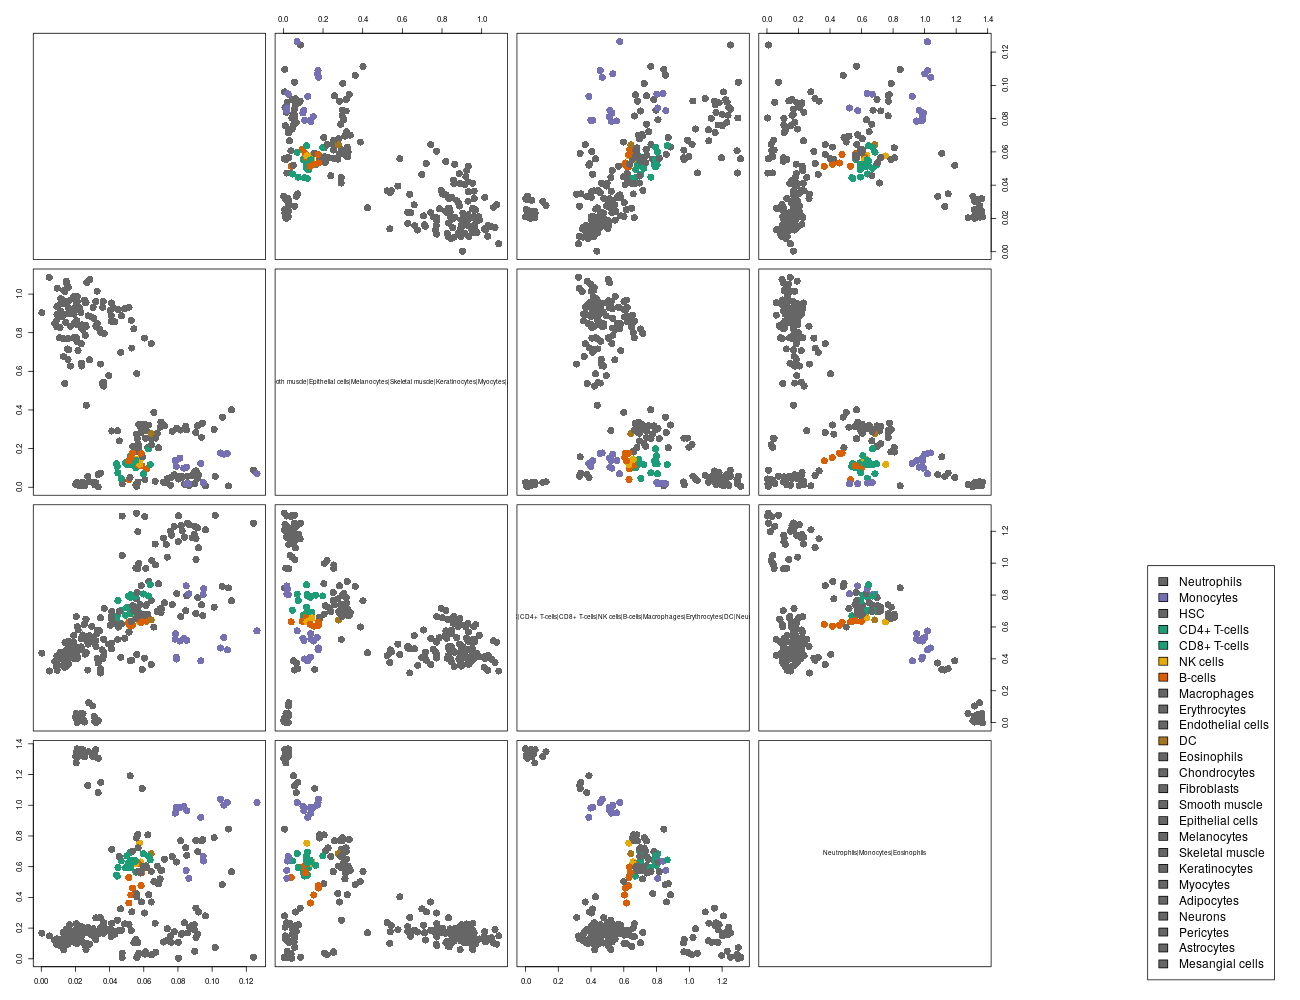 0.0 0.2 0.4 0.6 0.8 1.0
0.0 0.2 0.4 0.6 0.8 1.0 1.2 1.4
0.00 0.02 0.04 0.06 0.08 0.10 0.12
0.0 0.2 0.4 0.6 0.8 1.0
oth muscle|Epithelial cells|Melanocytes|Skeletal muscle|Keratinocytes|Myocytes|
|CD4+ T-cells|CD8+ T-cells|NK cells|B-cells|Macrophages|Erythrocytes|DC|Neu
0.0 0.2 0.4 0.6 0.8 1.0 1.2
0.0 0.2 0.4 0.6 0.8 1.0 1.2 1.4
Neutrophils|Monocytes|Eosinophils
0.00 0.02 0.04 0.06 0.08 0.10 0.12
0.0 0.2 0.4 0.6 0.8 1.0 1.2
Neutrophils
Monocytes
HSC
CD4+ T-cells
CD8+ T-cells
NK cells
B-cells
Macrophages
Erythrocytes
Endothelial cells
DC
Eosinophils
Chondrocytes
Fibroblasts
Smooth muscle
Epithelial cells
Melanocytes
Skeletal muscle
Keratinocytes
Myocytes
Adipocytes
Neurons
Pericytes
Astrocytes
Mesangial cells